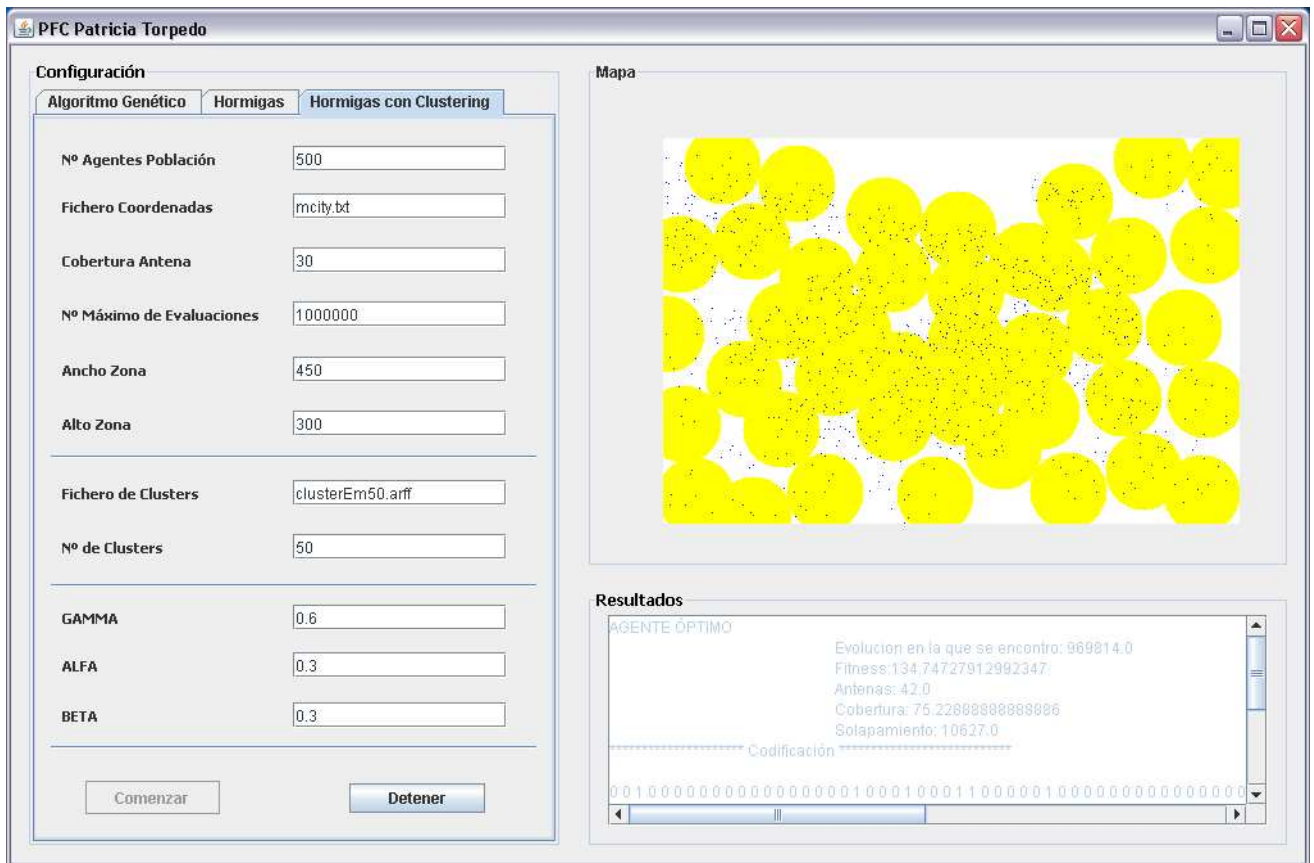 PFC Patricia Torpedo
Configuración
Algoritmo Genético
Hormigas
Hormigas con Clustering
Nº Agentes Población
500
Fichero Coordenadas
mcity.txt
Cobertura Antena
30
Nº Máximo de Evaluaciones
1000000
Ancho Zona
450
Alto Zona
300
Fichero de Clusters
clusterEm50.arff
Nº de Clusters
50
GAMMA
0.6
ALFA
0.3
BETA
0.3
Comenzar
Detener
Mapa
Resultados
AGENTE ÓPTIMO
Evolucion en la que se encontro: 969814.0
Fitness:134.74727912992347
Antenas: 42.0
Cobertura: 75.22888888888886
Solapamiento: 10627.0
********************* Codificación ***************************
0 0 1 0 0 0 0 0 0 0 0 0 0 0 0 0 0 0 0 1 0 0 0 1 0 0 0 1 1 0 0 0 0 0 1 0 0 0 0 0 0 0 0 0 0 0 0 0